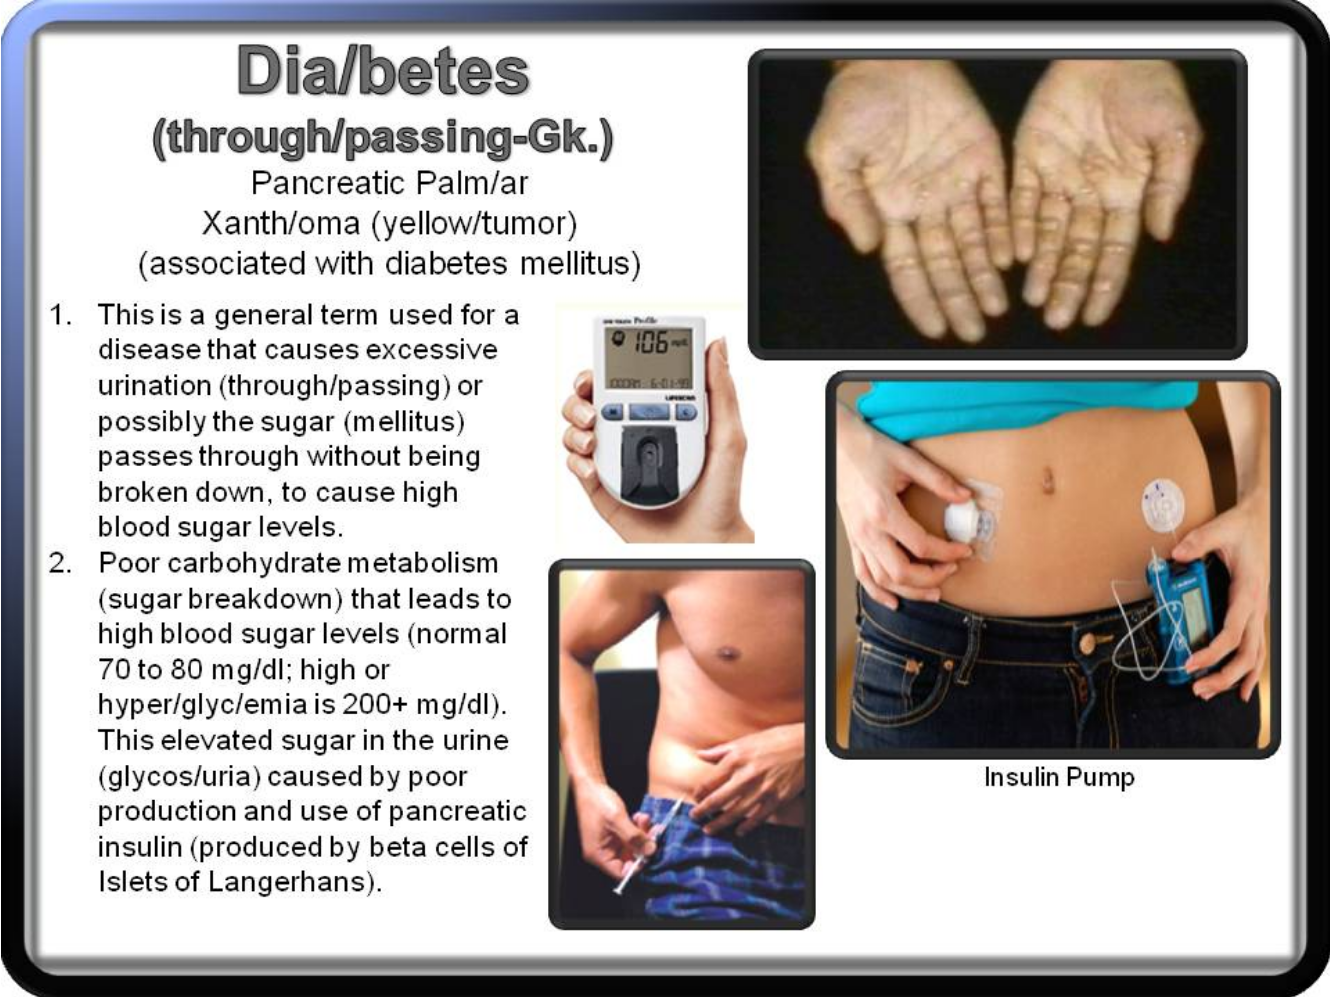 Dia/betes
(through/passing-Gk.)
Pancreatic Palm/ar
Xanth/oma (yellow/tumor)
(associated with diabetes mellitus)
1. This is a general term used for a
disease that causes excessive
urination (through/passing) or
possibly the sugar (mellitus)
passes through without being
broken down, to cause high
blood sugar levels.
2. Poor carbohydrate metabolism
(sugar breakdown) that leads to
high blood sugar levels (normal
70 to 80 mg/dl; high or
hyper/glyc/emia is 200+ mg/dl).
This elevated sugar in the urine
(glycos/uria) caused by poor
production and use of pancreatic
insulin (produced by beta cells of
Islets of Langerhans).
Profile
106
LIFESCAN
Insulin Pump